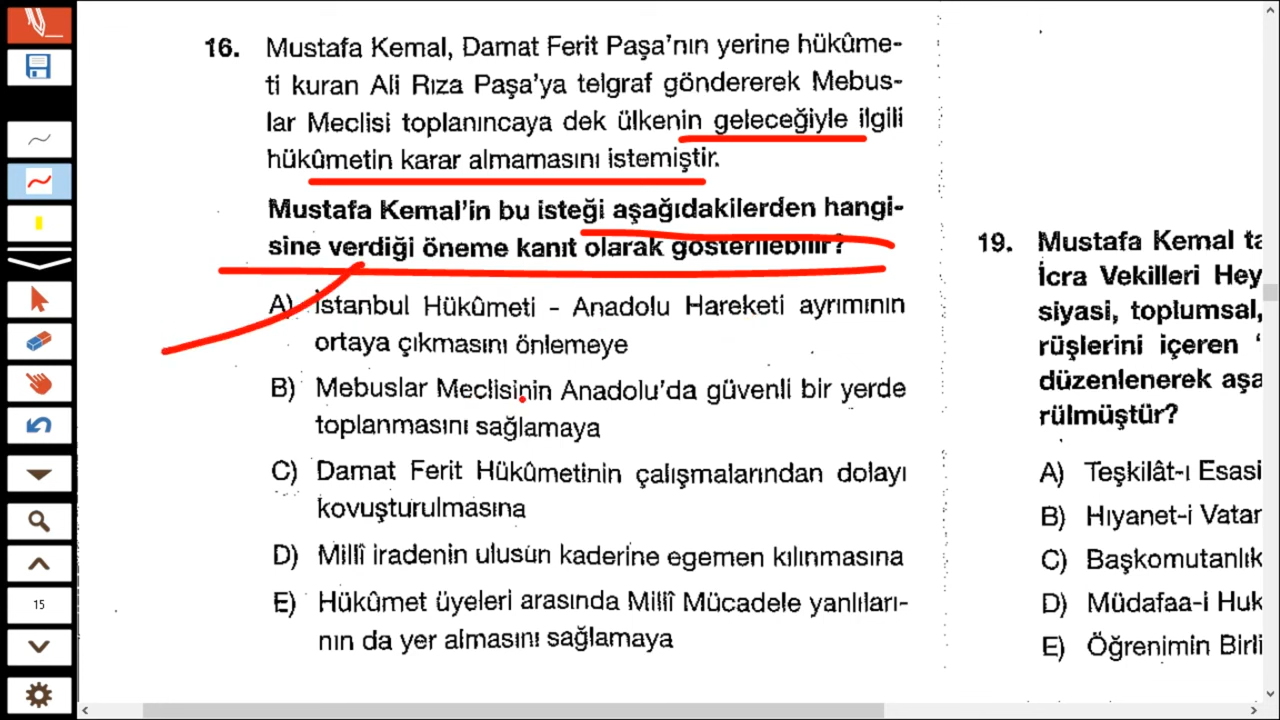 16. Mustafa Kemal, Damat Ferit Paşa'nın yerine hükûme-
ti kuran Ali Rıza Paşa'ya telgraf göndererek Mebus-
lar Meclisi toplanıncaya dek ülkenin geleceğiyle ilgili
hükûmetin karar almamasını istemiştir.
Mustafa Kemal'in bu isteği aşağıdakilerden hangi-
sine verdiği öneme kanıt olarak gösterilebilir?
A) İstanbul Hükûmeti - Anadolu Hareketi ayrımının
ortaya çıkmasını önlemeye
B) Mebuslar Meclisinin Anadolu'da güvenli bir yerde
toplanmasını sağlamaya
C) Damat Ferit Hükûmetinin çalışmalarından dolayı
kovuşturulmasına
D) Millî iradenin ulusun kaderine egemen kılınmasına
E) Hükûmet üyeleri arasında Millî Mücadele yanlıları-
nın da yer almasını sağlamaya
19. Mustafa Kemal ta
İcra Vekilleri Hey
siyasi, toplumsal,
rüşlerini içeren '
düzenlenerek aşa
rülmüştür?
A) Teşkilât-ı Esasi
B) Hıyanet-i Vatan
C) Başkomutanlık
D) Müdafaa-i Huk
E) Öğrenimin Birli
15